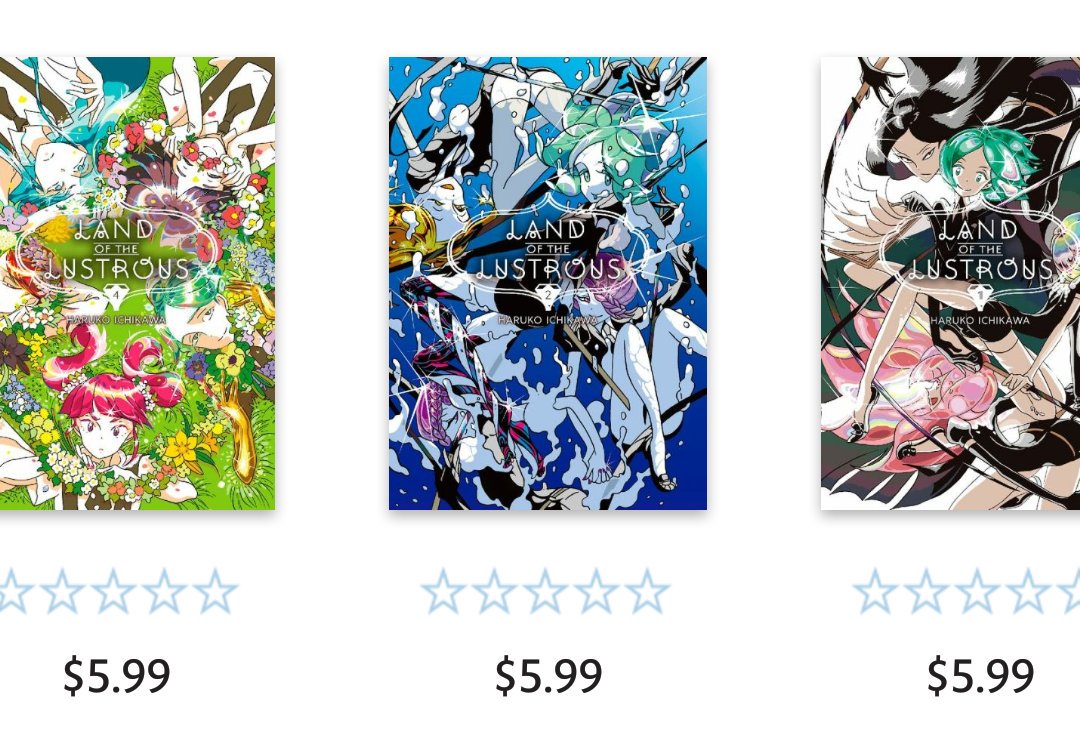 LAND
OF THE
LUSTROUS
4
HARUKO ICHIKAWA
$5.99
LAND
OF THE
LUSTROUS
2
HARUKO ICHIKAWA
$5.99
LAND
OF THE
LUSTROUS
1
HARUKO ICHIKAWA
$5.99